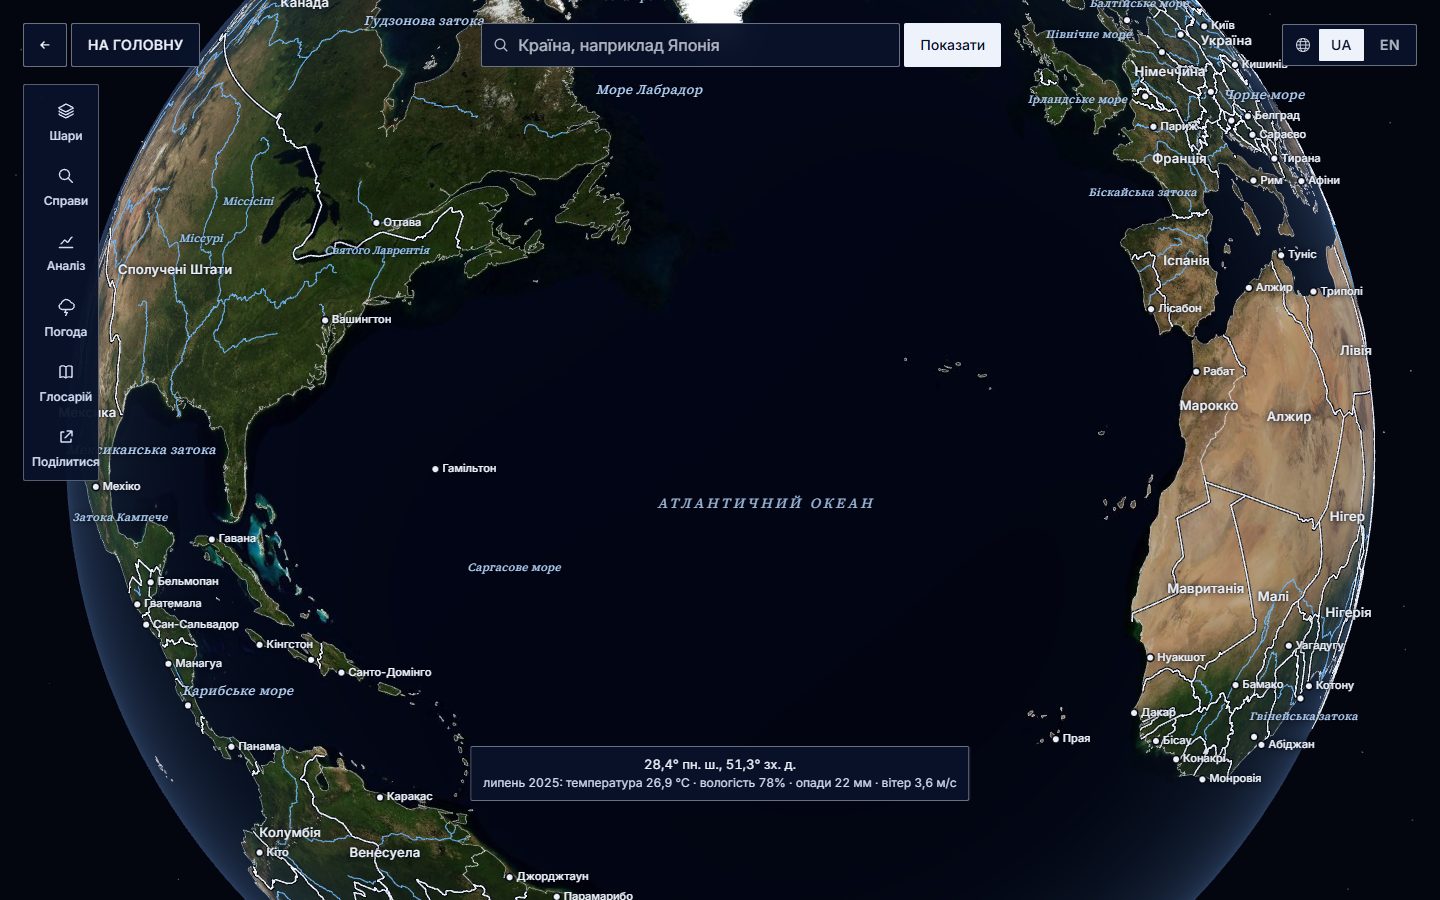 НА ГОЛОВНУ
Країна, наприклад Японія
Показати
UA
EN
Шари
Справи
Аналіз
Погода
Глосарій
Поділитися
Канада
Гудзонова затока
Море Лабрадор
Балтійське море
Північне море
Київ
Україна
Кишинів
Німеччина
Ірландське море
Чорне море
Белград
Париж
Сараєво
Франція
Тирана
Рим
Афіни
Біскайська затока
Міссісіпі
Оттава
Міссурі
Святого Лаврентія
Сполучені Штати
Іспанія
Туніс
Алжир
Триполі
Лісабон
Вашингтон
Лівія
Рабат
Марокко
Алжир
Мексика
Мексиканська затока
Гамільтон
Мехіко
АТЛАНТИЧНИЙ ОКЕАН
Затока Кампече
Нігер
Гавана
Саргасове море
Бельмопан
Гватемала
Мавританія
Малі
Нігерія
Сан-Сальвадор
Кінгстон
Уагадугу
Манагуа
Санто-Домінго
Нуакшот
Карибське море
Бамако
Котону
Дакар
Гвінейська затока
Прая
Бісау
Абіджан
Панама
Конакрі
Монровія
28,4° пн. ш., 51,3° зх. д.
липень 2025: температура 26,9 °C · вологість 78% · опади 22 мм · вітер 3,6 м/с
Каракас
Колумбія
Кіто
Венесуела
Джорджтаун
Парамарибо